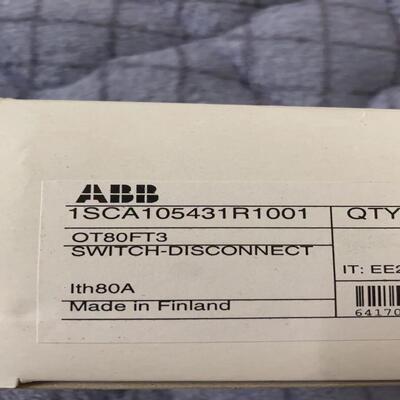 ABB
1SCA105431R1001 QTY
OT80FT3
SWITCH-DISCONNECT
IT: EE2
Ith80A
Made in Finland
64170